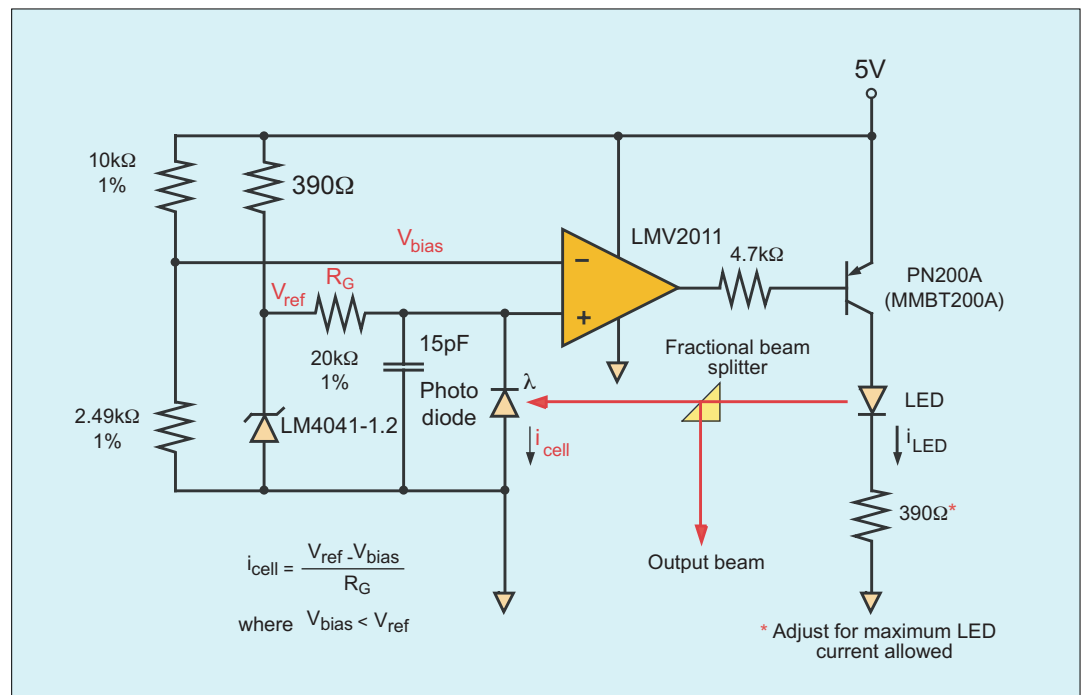 5V
10kΩ
1%
390Ω
LMV2011
V_bias
4.7kΩ
PN200A
(MMBT200A)
V_ref
R_G
−
+
20kΩ
1%
15pF
Photo
diode
λ
Fractional beam
splitter
LED
2.49kΩ
1%
LM4041-1.2
i_cell
i_LED
390Ω*
Output beam
i_cell = V_ref - V_bias
R_G
where V_bias < V_ref
* Adjust for maximum LED
current allowed